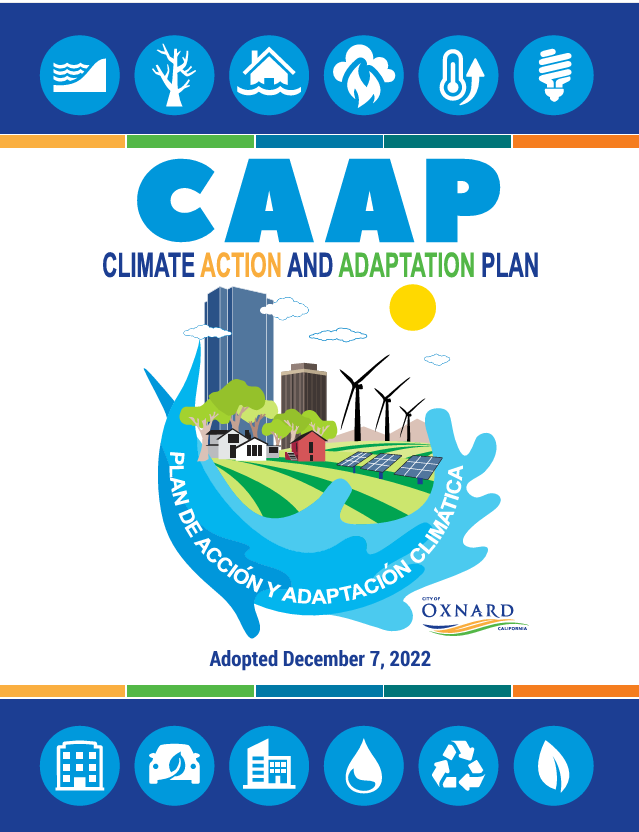 CAAP
CLIMATE ACTION AND ADAPTATION PLAN
PLAN DE ACCIÓN Y ADAPTACIÓN CLIMÁTICA
CITY OF
OXNARD
CALIFORNIA
Adopted December 7, 2022